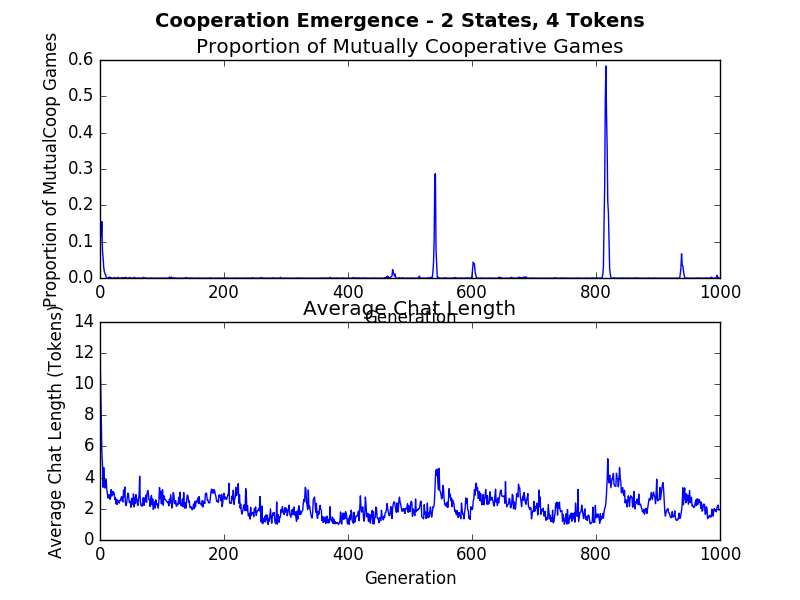 Cooperation Emergence - 2 States, 4 Tokens
Proportion of Mutually Cooperative Games
Proportion of MutualCoop Games
0.6
0.5
0.4
0.3
0.2
0.1
0.0
0 200 400 600 800 1000
Generation
Average Chat Length
Average Chat Length (Tokens)
14
12
10
8
6
4
2
0
0 200 400 600 800 1000
Generation